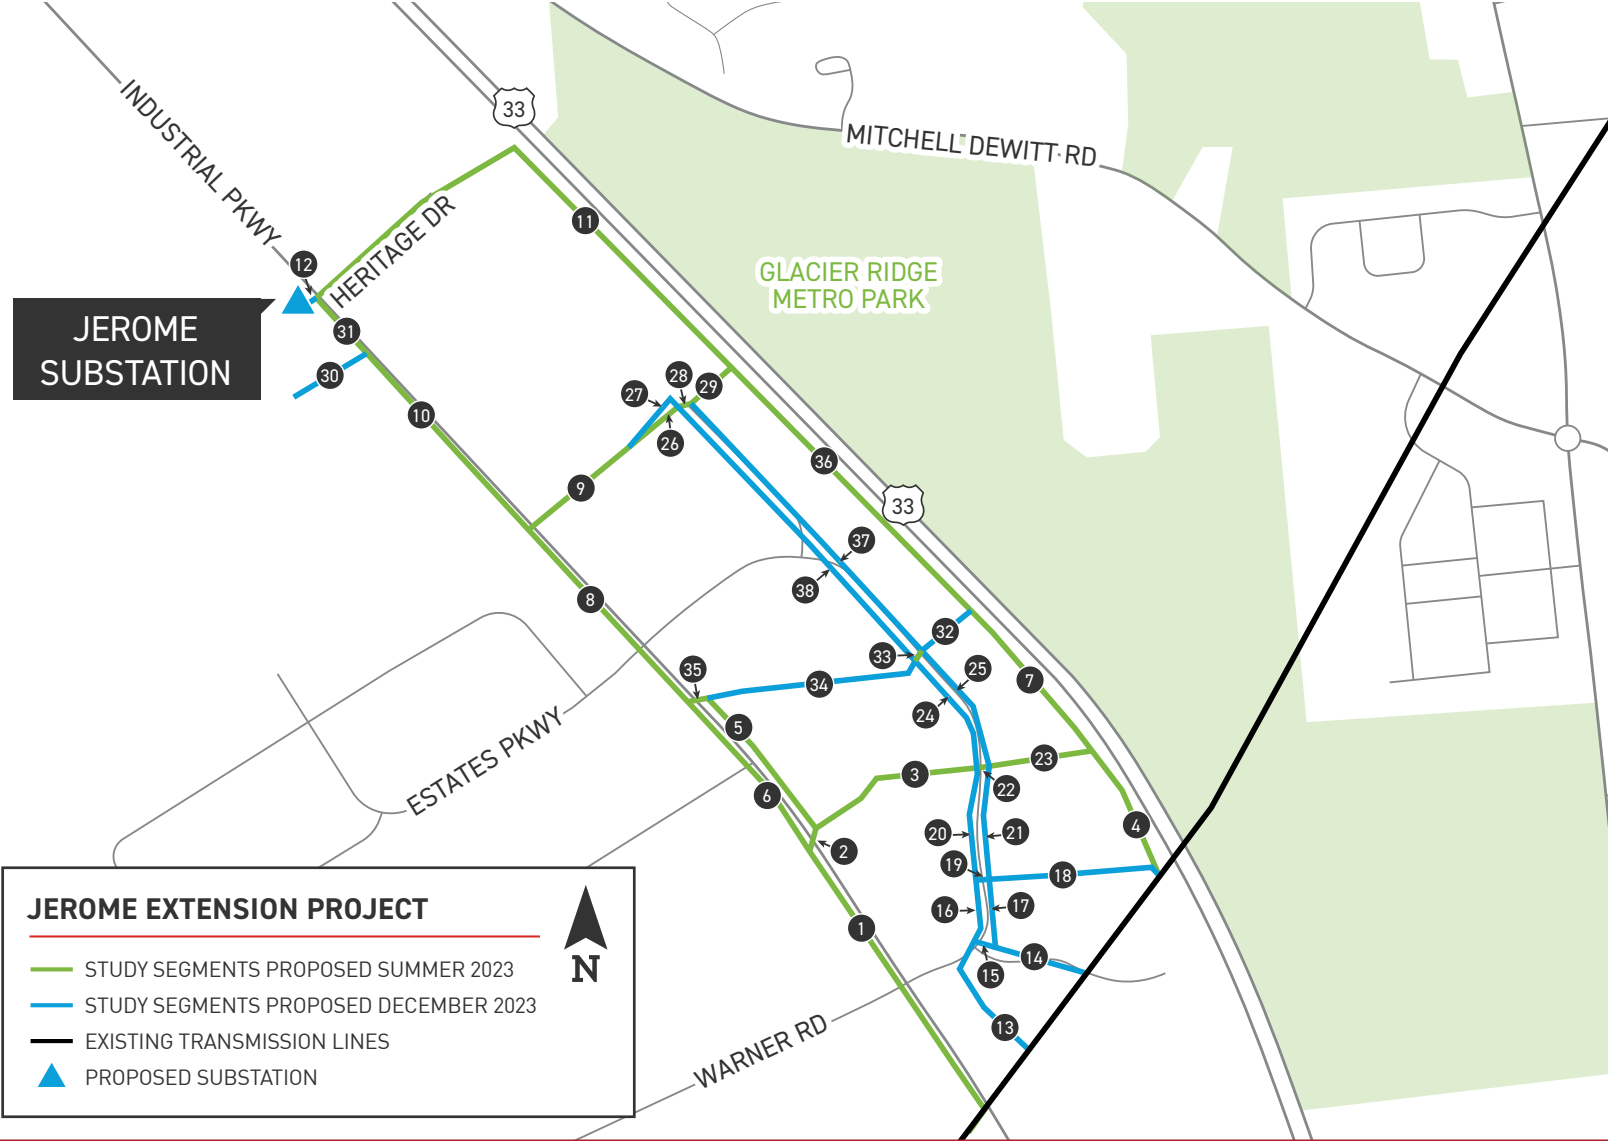 33
INDUSTRIAL PKWY
MITCHELL DEWITT RD
HERITAGE DR
11
12
GLACIER RIDGE
METRO PARK
JEROME
SUBSTATION
31
30
10
27
28
29
26
9
36
33
37
38
8
32
33
25
35
34
7
24
5
ESTATES PKWY
3
23
22
6
20
21
4
2
19
18
16
17
1
14
15
13
WARNER RD
JEROME EXTENSION PROJECT
N
STUDY SEGMENTS PROPOSED SUMMER 2023
STUDY SEGMENTS PROPOSED DECEMBER 2023
EXISTING TRANSMISSION LINES
PROPOSED SUBSTATION